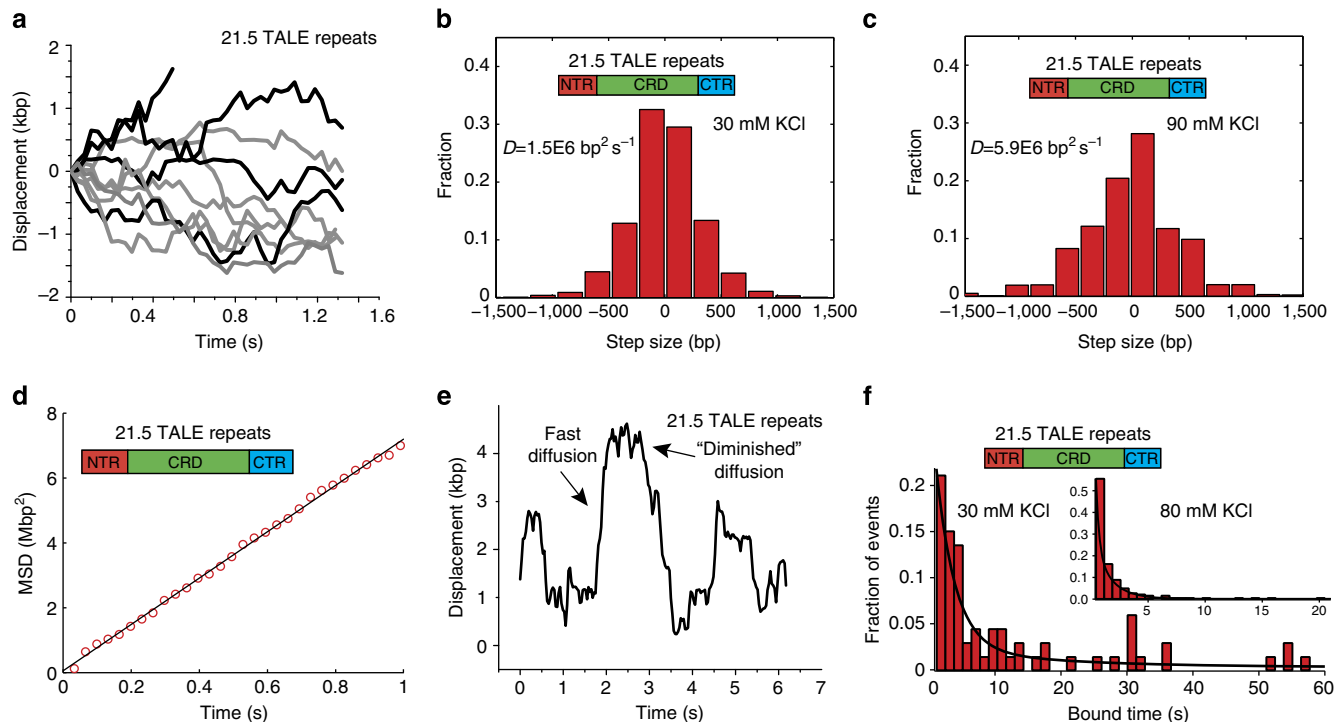 a
21.5 TALE repeats
2
1
0
−1
−2
0
0.4
0.8
1.2
1.6
Displacement (kbp)
Time (s)
b
21.5 TALE repeats
NTR CRD CTR
30 mM KCl
D=1.5E6 bp² s⁻¹
0.4
0.3
0.2
0.1
0
−1,500 −1,000 −500 0 500 1,000 1,500
Fraction
Step size (bp)
c
21.5 TALE repeats
NTR CRD CTR
90 mM KCl
D=5.9E6 bp² s⁻¹
0.4
0.3
0.2
0.1
0
−1,500 −1,000 −500 0 500 1,000 1,500
Fraction
Step size (bp)
d
21.5 TALE repeats
NTR CRD CTR
8
6
4
2
0
0 0.2 0.4 0.6 0.8 1
MSD (Mbp²)
Time (s)
e
21.5 TALE repeats
Fast
diffusion
"Diminished"
diffusion
4
3
2
1
0
0 1 2 3 4 5 6 7
Displacement (kbp)
Time (s)
f
21.5 TALE repeats
NTR CRD CTR
30 mM KCl
80 mM KCl
0.2
0.15
0.1
0.05
0
0 10 20 30 40 50 60
0.5
0.4
0.3
0.2
0.1
0.0
5 10 15 20
Fraction of events
Bound time (s)